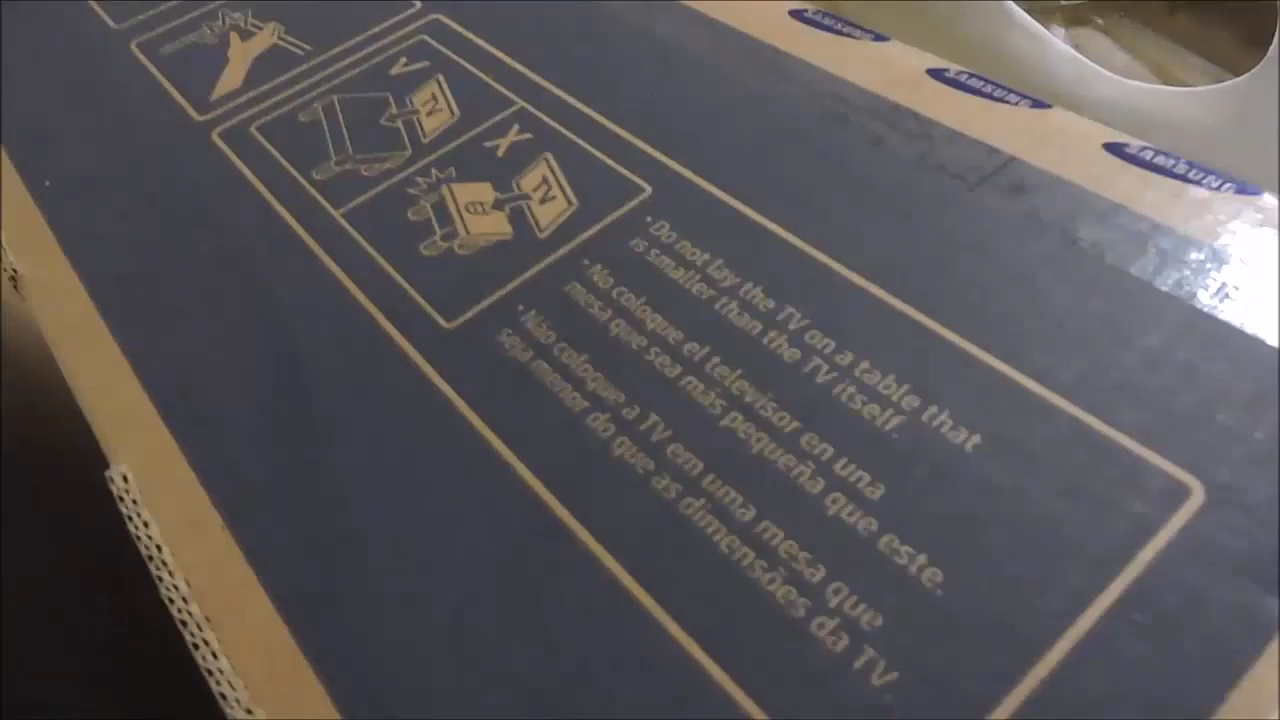 SAMSUNG
SAMSUNG
SAMSUNG
V
TV
X
TV
• Do not lay the TV on a table that
is smaller than the TV itself.
• No coloque el televisor en una
mesa que sea más pequeña que este.
• Não coloque a TV em uma mesa que
seja menor do que as dimensões da TV.